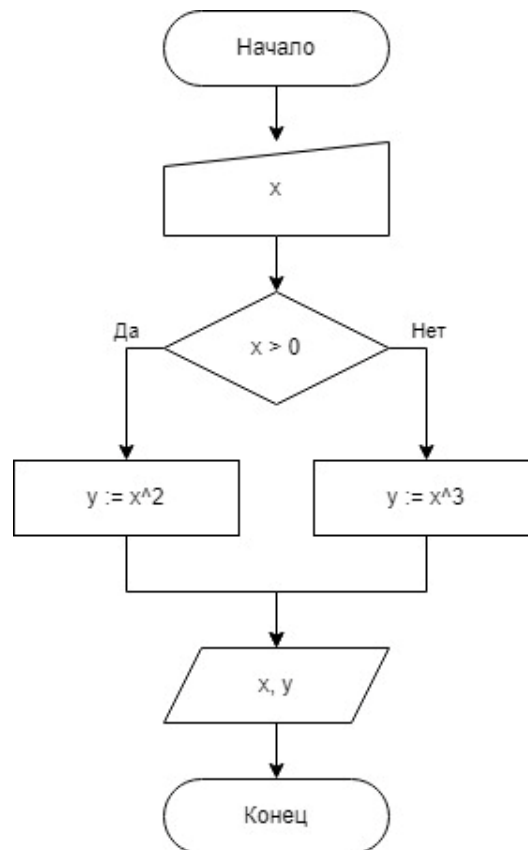 Начало
x
x > 0
Да
Нет
y := x^2
y := x^3
x, y
Конец